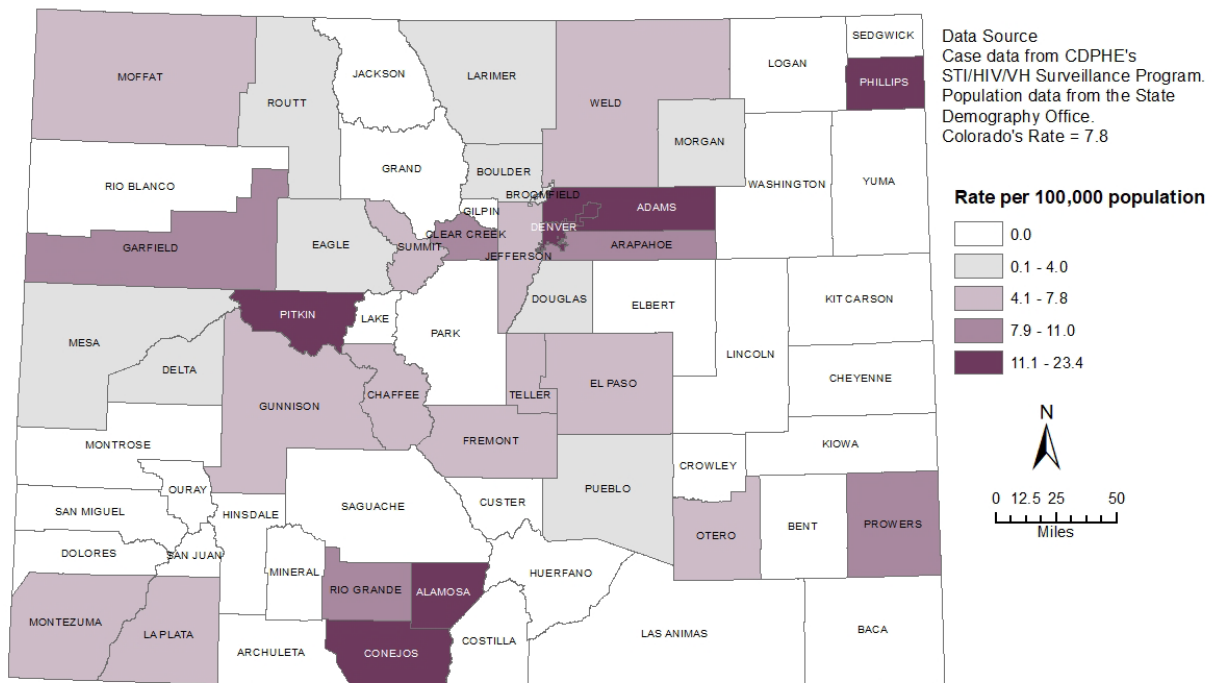 SEDGWICK
LOGAN
JACKSON
LARIMER
MOFFAT
PHILLIPS
ROUTT
WELD
MORGAN
GRAND
BOULDER
RIO BLANCO
WASHINGTON
YUMA
BROOMFIELD
GILPIN
ADAMS
DENVER
CLEAR CREEK
EAGLE
SUMMIT
GARFIELD
ARAPAHOE
JEFFERSON
DOUGLAS
ELBERT
KIT CARSON
PITKIN
LAKE
PARK
MESA
LINCOLN
DELTA
CHEYENNE
EL PASO
TELLER
CHAFFEE
GUNNISON
FREMONT
KIOWA
MONTROSE
CROWLEY
OURAY
PUEBLO
SAGUACHE
CUSTER
SAN MIGUEL
HINSDALE
PROWERS
BENT
OTERO
DOLORES
SAN JUAN
MINERAL
HUERFANO
RIO GRANDE
ALAMOSA
MONTEZUMA
LA PLATA
LAS ANIMAS
BACA
COSTILLA
ARCHULETA
CONEJOS
Data Source
Case data from CDPHE's
STI/HIV/VH Surveillance Program.
Population data from the State
Demography Office.
Colorado's Rate = 7.8
Rate per 100,000 population
0.0
0.1 - 4.0
4.1 - 7.8
7.9 - 11.0
11.1 - 23.4
N
0 12.5 25 50
Miles